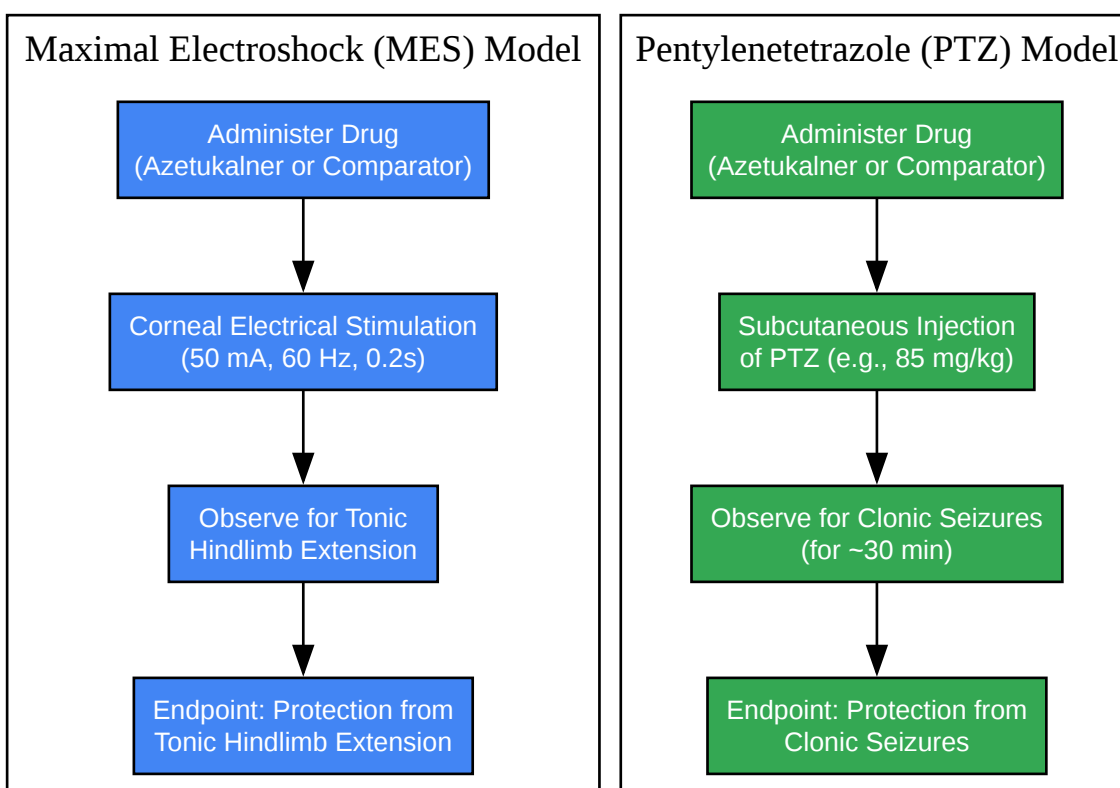 Maximal Electroshock (MES) Model
Administer Drug
(Azetukalner or Comparator)
Corneal Electrical Stimulation
(50 mA, 60 Hz, 0.2s)
Observe for Tonic
Hindlimb Extension
Endpoint: Protection from
Tonic Hindlimb Extension
Pentylenetetrazole (PTZ) Model
Administer Drug
(Azetukalner or Comparator)
Subcutaneous Injection
of PTZ (e.g., 85 mg/kg)
Observe for Clonic Seizures
(for ~30 min)
Endpoint: Protection from
Clonic Seizures